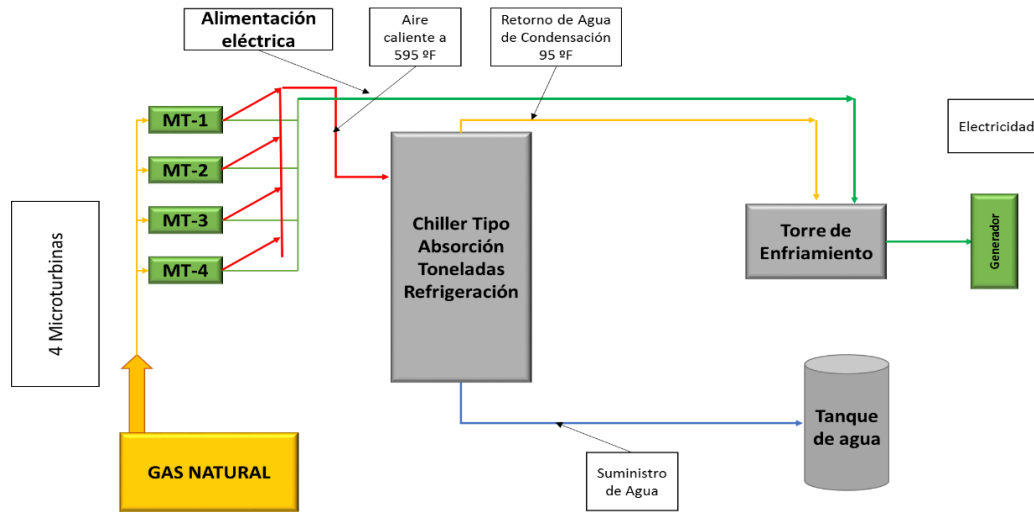 Alimentación
eléctrica
Aire
caliente a
595 ºF
Retorno de Agua
de Condensación
95 ºF
Electricidad
MT-1
MT-2
MT-3
MT-4
4 Microturbinas
Chiller Tipo
Absorción
Toneladas
Refrigeración
Torre de
Enfriamiento
Generador
Tanque
de agua
GAS NATURAL
Suministro
de Agua